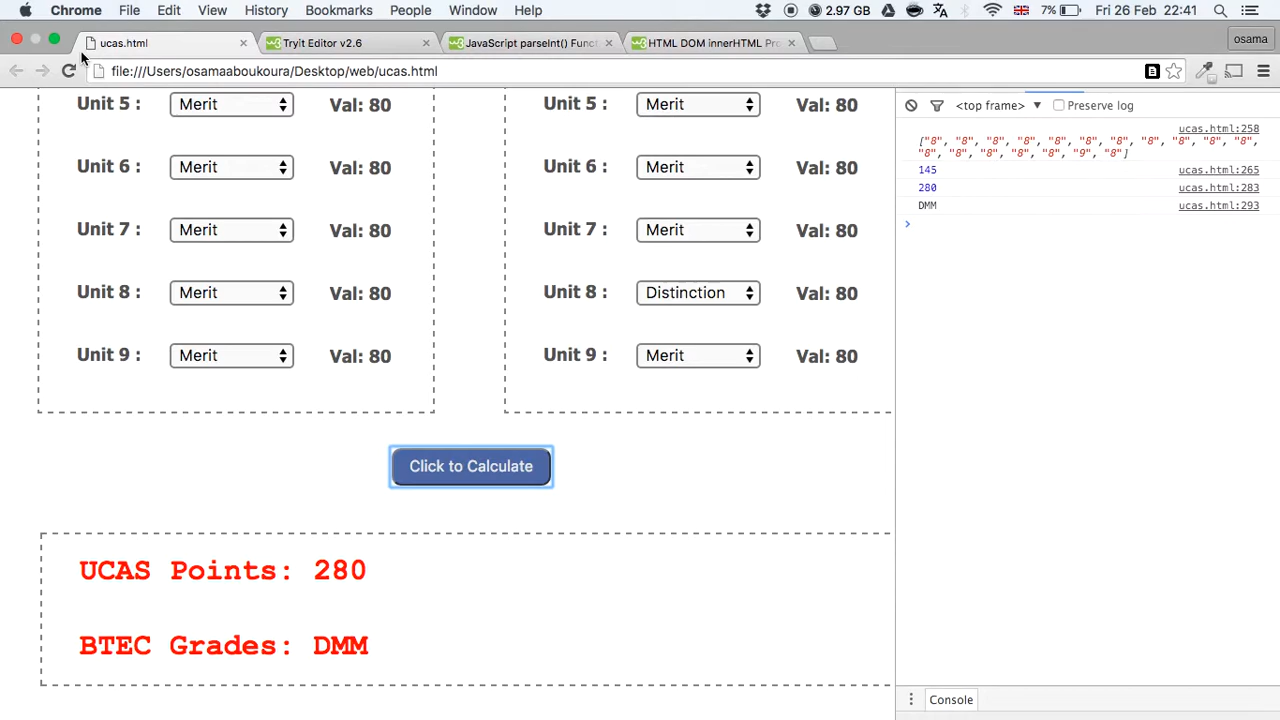 Chrome File Edit View History Bookmarks People Window Help 2.97 GB 7% Fri 26 Feb 22:41
ucas.html Tryit Editor v2.6 JavaScript parseInt() Funct HTML DOM innerHTML Pro osama
file:///Users/osamaaboukoura/Desktop/web/ucas.html
Unit 5 : Merit Val: 80 Unit 5 : Merit Val: 80
Unit 6 : Merit Val: 80 Unit 6 : Merit Val: 80
Unit 7 : Merit Val: 80 Unit 7 : Merit Val: 80
Unit 8 : Merit Val: 80 Unit 8 : Distinction Val: 80
Unit 9 : Merit Val: 80 Unit 9 : Merit Val: 80
Click to Calculate
UCAS Points: 280
BTEC Grades: DMM
<top frame> ▼ Preserve log
ucas.html:258
["8", "8", "8", "8", "8", "8", "8", "8", "8", "8", "8",
"8", "8", "8", "8", "8", "9", "8"]
145 ucas.html:265
280 ucas.html:283
DMM ucas.html:293
>
Console